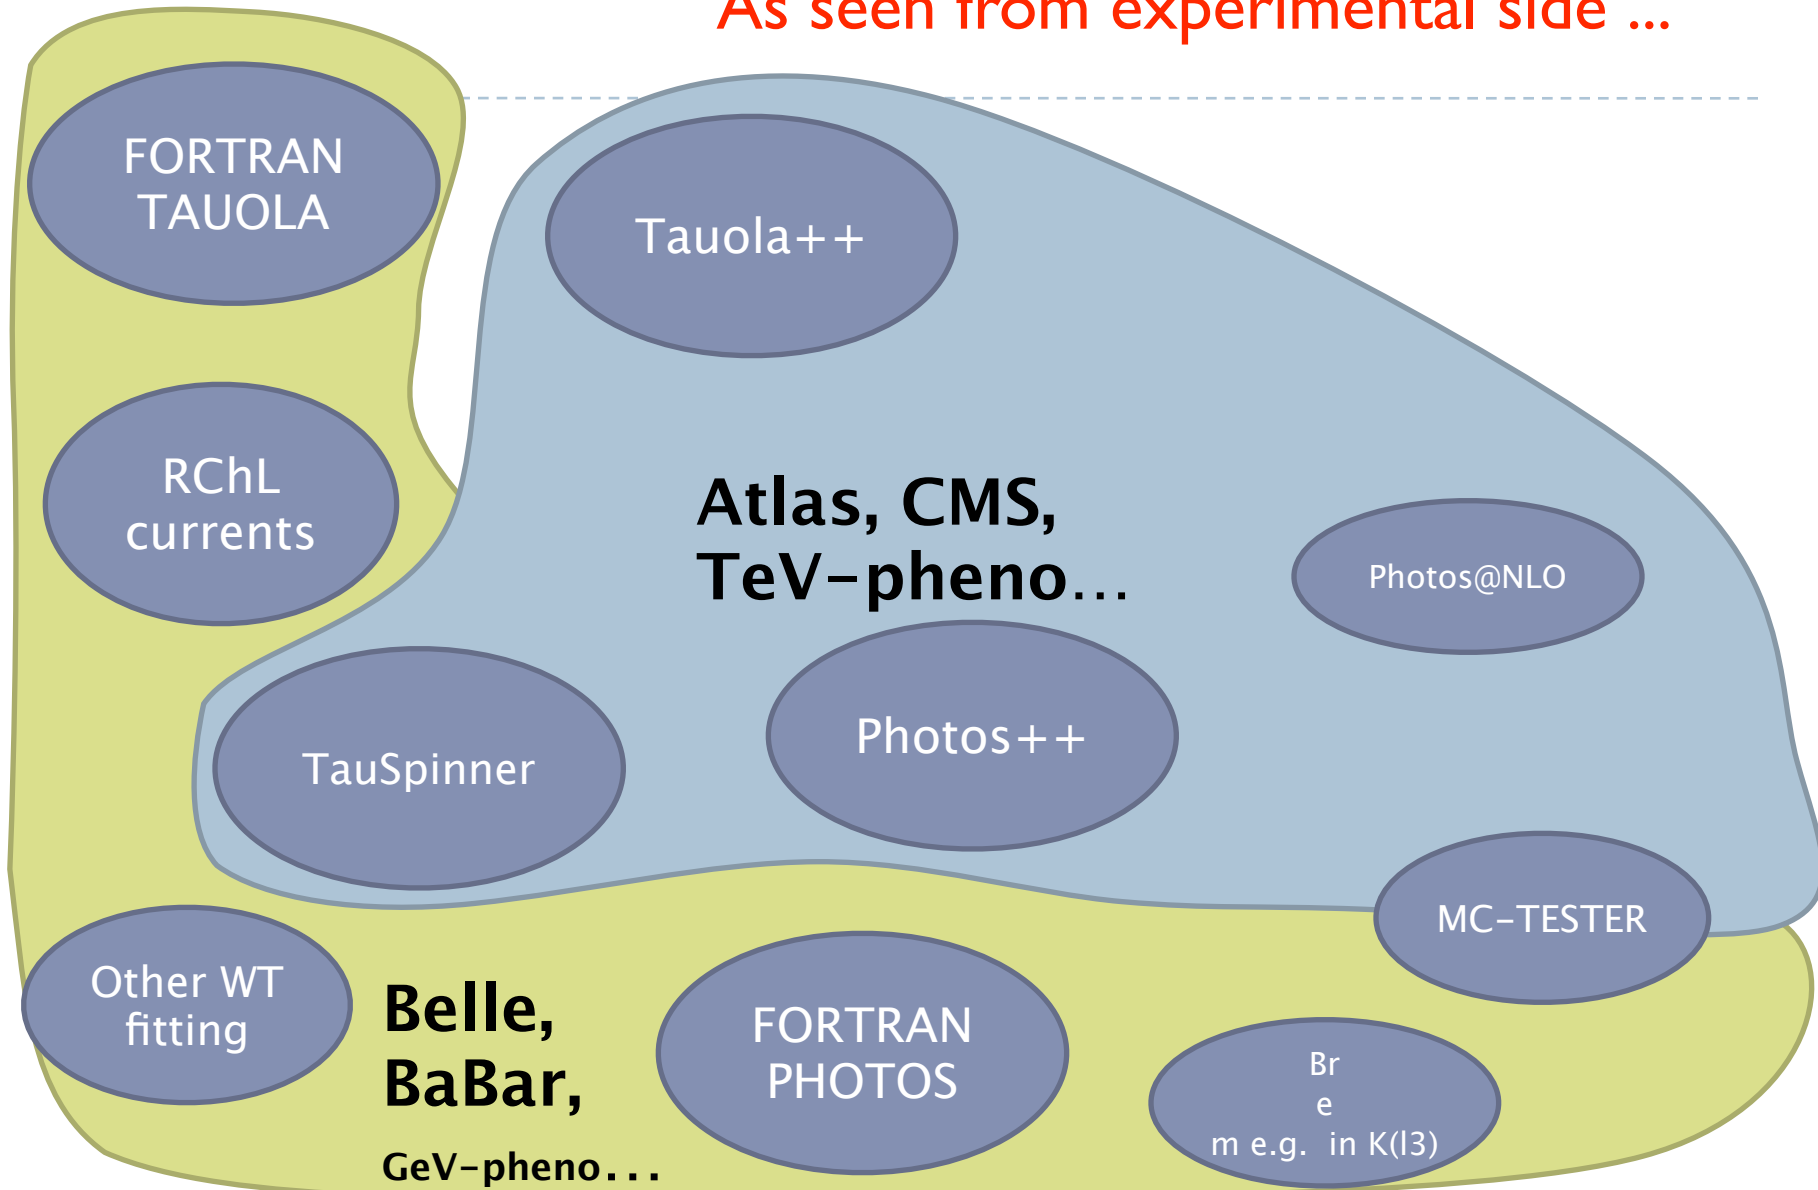 As seen from experimental side ...
FORTRAN
TAUOLA
Tauola++
RChL
currents
Atlas, CMS,
TeV-pheno...
Photos@NLO
TauSpinner
Photos++
MC-TESTER
Other WT
fitting
Belle,
BaBar,
GeV-pheno...
FORTRAN
PHOTOS
Br
e
m e.g. in K(l3)